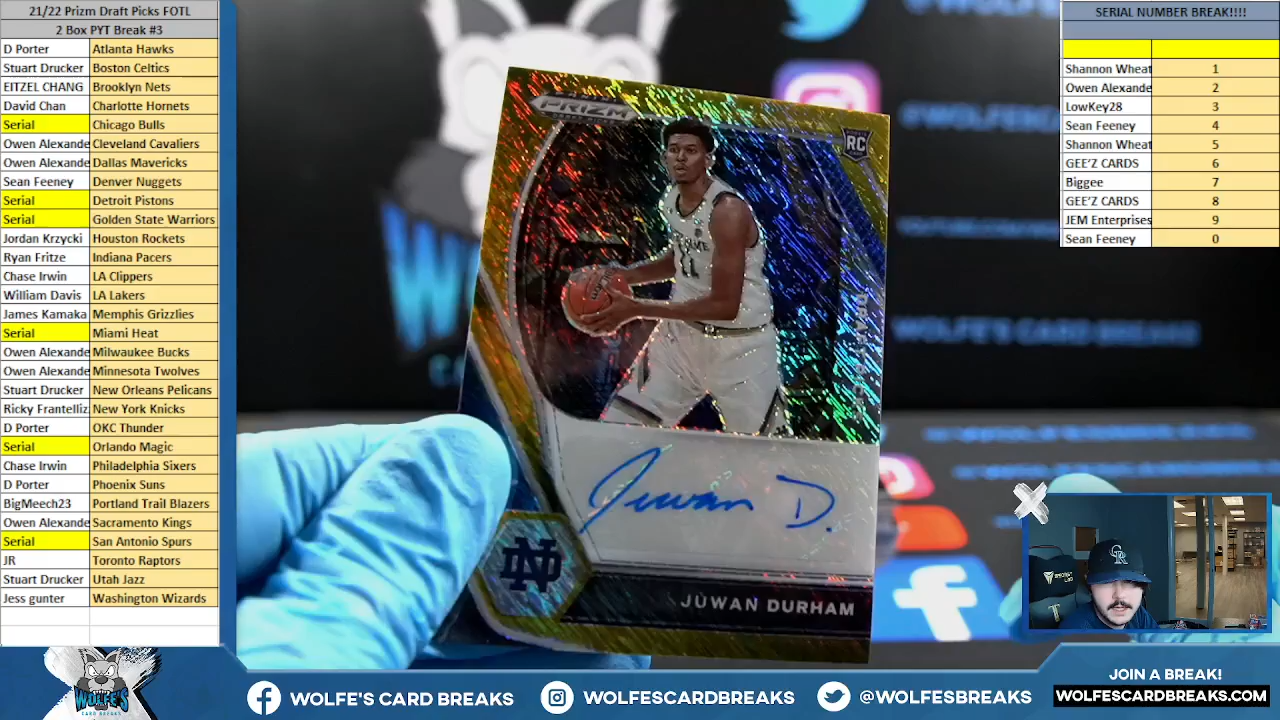 21/22 Prizm Draft Picks FOTL
2 Box PYT Break #3
D Porter Atlanta Hawks
Stuart Drucker Boston Celtics
EITZEL CHANG Brooklyn Nets
David Chan Charlotte Hornets
Serial Chicago Bulls
Owen Alexande Cleveland Cavaliers
Owen Alexande Dallas Mavericks
Sean Feeney Denver Nuggets
Serial Detroit Pistons
Serial Golden State Warriors
Jordan Krzycki Houston Rockets
Ryan Fritze Indiana Pacers
Chase Irwin LA Clippers
William Davis LA Lakers
James Kamaka Memphis Grizzlies
Serial Miami Heat
Owen Alexande Milwaukee Bucks
Owen Alexande Minnesota Twolves
Stuart Drucker New Orleans Pelicans
Ricky Frantelliz New York Knicks
D Porter OKC Thunder
Serial Orlando Magic
Chase Irwin Philadelphia Sixers
D Porter Phoenix Suns
BigMeech23 Portland Trail Blazers
Owen Alexande Sacramento Kings
Serial San Antonio Spurs
JR Toronto Raptors
Stuart Drucker Utah Jazz
Jess gunter Washington Wizards
PRIZM
RC
11
Juwan D.
ND
JUWAN DURHAM
SERIAL NUMBER BREAK!!!!
Shannon Wheat 1
Owen Alexande 2
LowKey28 3
Sean Feeney 4
Shannon Wheat 5
GEE'Z CARDS 6
Biggee 7
GEE'Z CARDS 8
JEM Enterprises 9
Sean Feeney 0
CR
WOLFE'S
CARD BREAKS
WOLFE'S CARD BREAKS
WOLFESCARDBREAKS
@WOLFESBREAKS
JOIN A BREAK!
WOLFESCARDBREAKS.COM